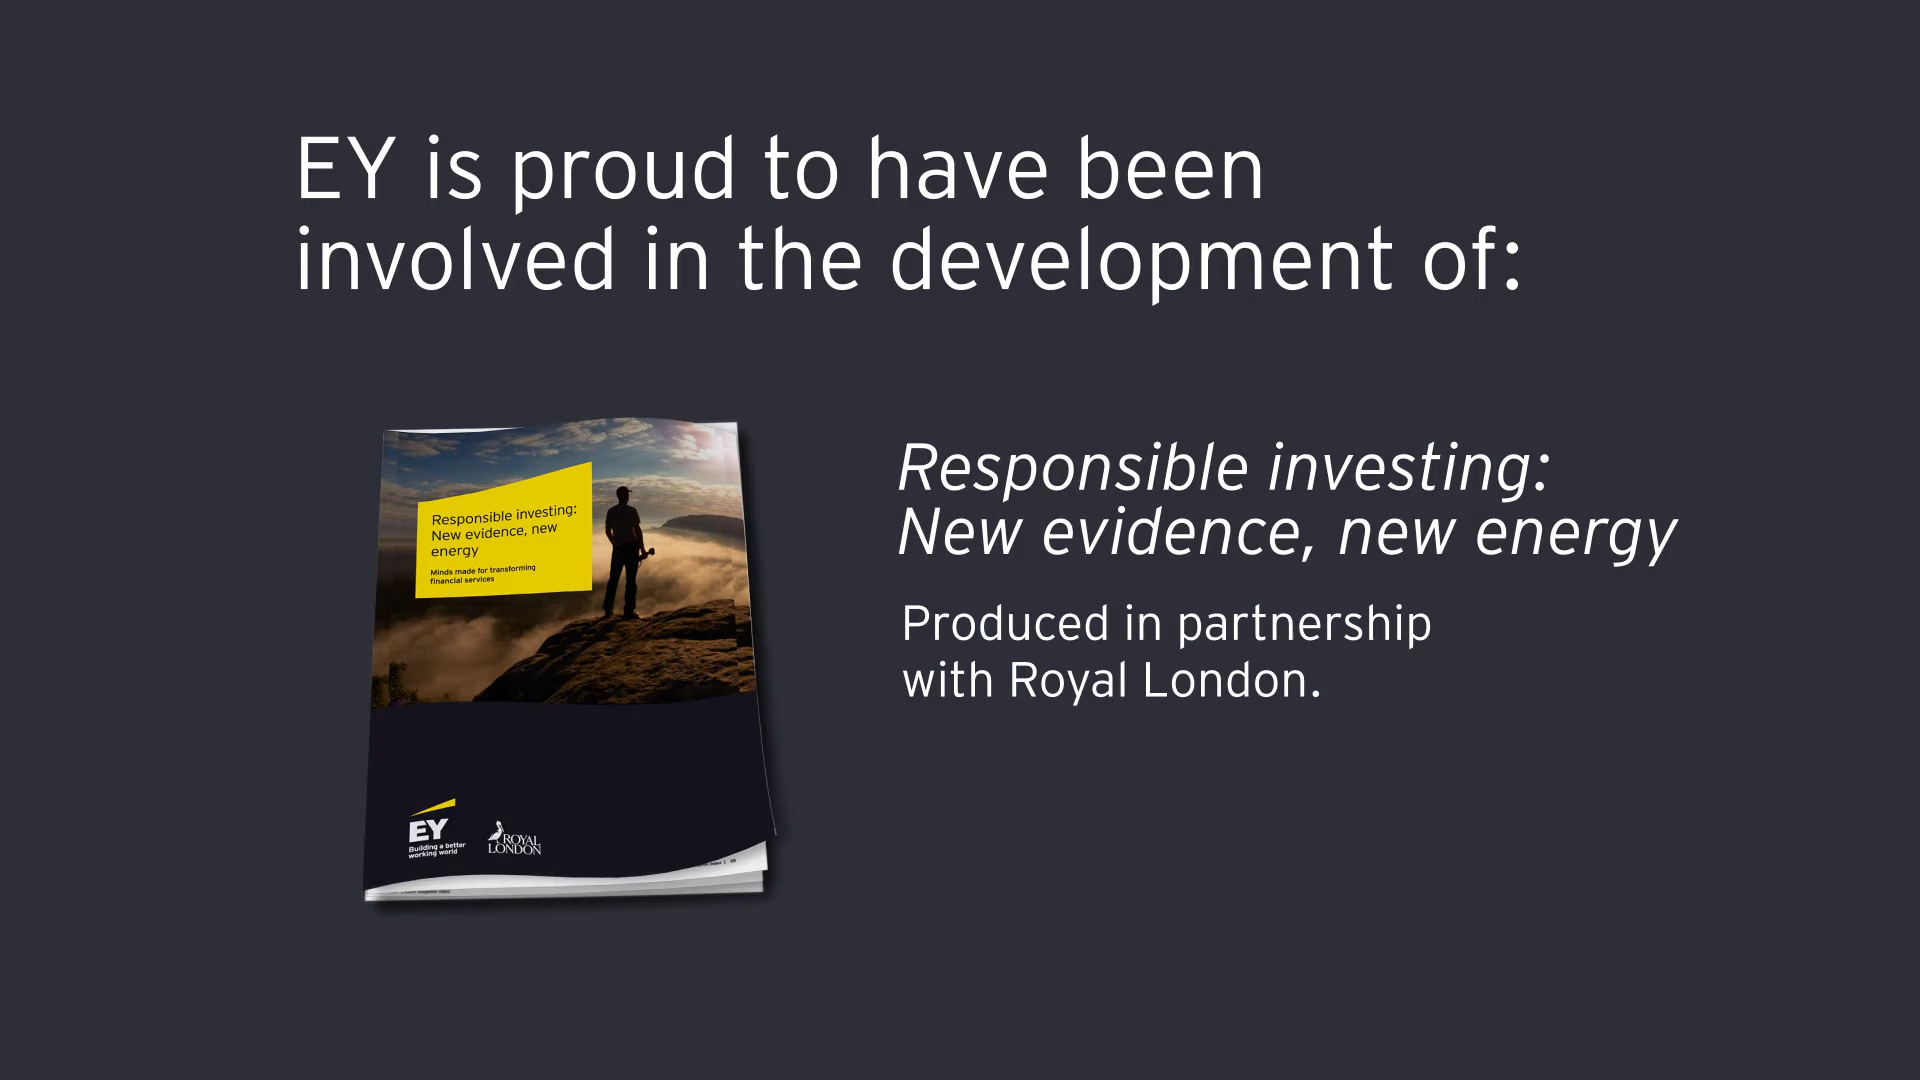 EY is proud to have been
involved in the development of:
Responsible investing:
New evidence, new
energy
Minds made for transforming
financial services
EY
Building a better
working world
ROYAL
LONDON
Responsible investing:
New evidence, new energy
Produced in partnership
with Royal London.